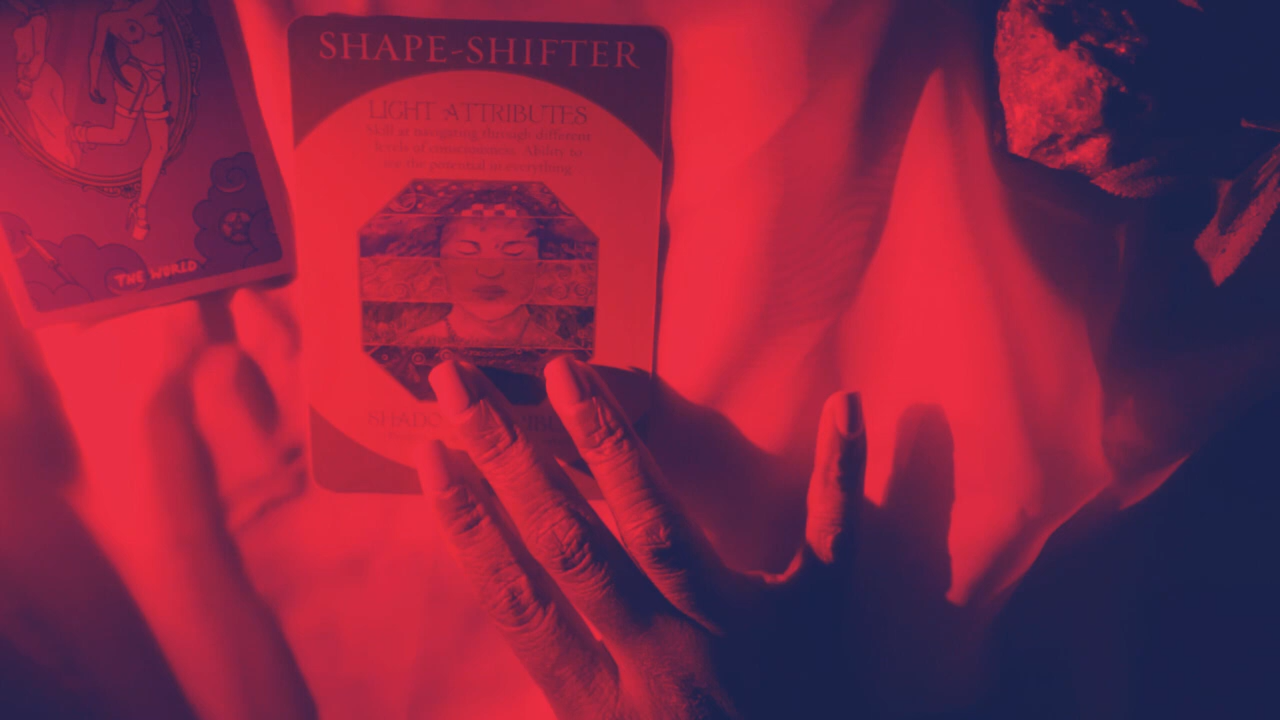 SHAPE-SHIFTER
LIGHT ATTRIBUTES
Skill at navigating through different
levels of consciousness. Ability to
see the potential in everything.
THE WORLD